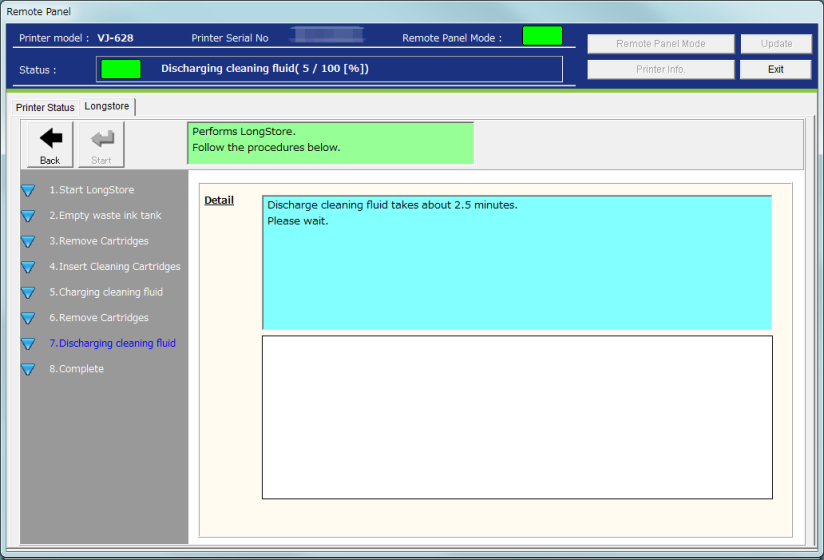 Remote Panel
Printer model : VJ-628
Printer Serial No
Remote Panel Mode :
Remote Panel Mode
Update
Status :
Discharging cleaning fluid( 5 / 100 [%])
Printer Info.
Exit
Printer Status
Longstore
Back
Start
Performs LongStore.
Follow the procedures below.
1.Start LongStore
2.Empty waste ink tank
3.Remove Cartridges
4.Insert Cleaning Cartridges
5.Charging cleaning fluid
6.Remove Cartridges
7.Discharging cleaning fluid
8.Complete
Detail
Discharge cleaning fluid takes about 2.5 minutes.
Please wait.